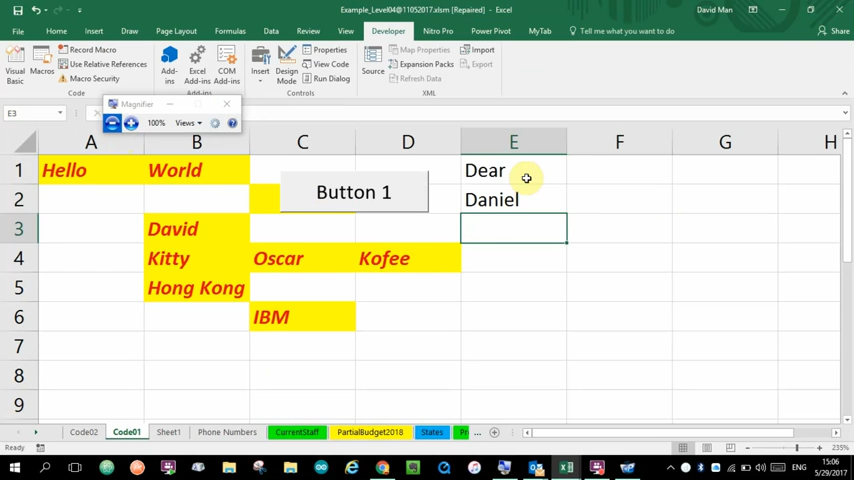 Example_Level04@11052017.xlsm [Repaired] - Excel
David Man
File Home Insert Draw Page Layout Formulas Data Review View Developer Nitro Pro Power Pivot MyTab Tell me what you want to do Share
Visual Basic
Macros
Record Macro
Use Relative References
Macro Security
Code
Add-ins
Excel Add-ins
COM Add-ins
Add-ins
Insert
Design Mode
Properties
View Code
Run Dialog
Controls
Source
Map Properties
Expansion Packs
Refresh Data
Import
Export
XML
E3
Magnifier
100% Views
A B C D E F G H
1 Hello World Dear
2 Button 1 Daniel
3 David
4 Kitty Oscar Kofee
5 Hong Kong
6 IBM
7
8
9
Code02 Code01 Sheet1 Phone Numbers CurrentStaff PartialBudget2018 States ...
Ready
235%
ENG
15:06
5/29/2017